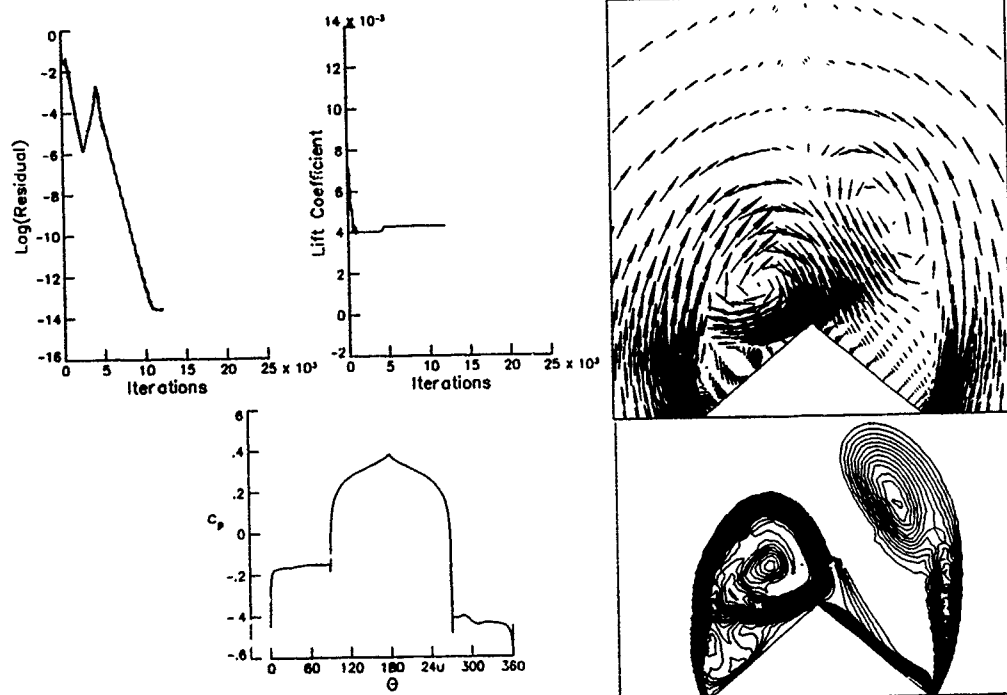 0
-2
-4
-6
-8
-10
-12
-14
-16
Log(Residual)
0 5 10 15 20 25 x 10³
Iterations
14 x 10⁻³
12
10
8
6
4
2
0
-2
Lift Coefficient
0 5 10 15 20 25 x 10³
Iterations
6
.4
.2
0
-.2
-.4
-.6
Cp
0 60 120 180 240 300 360
Θ